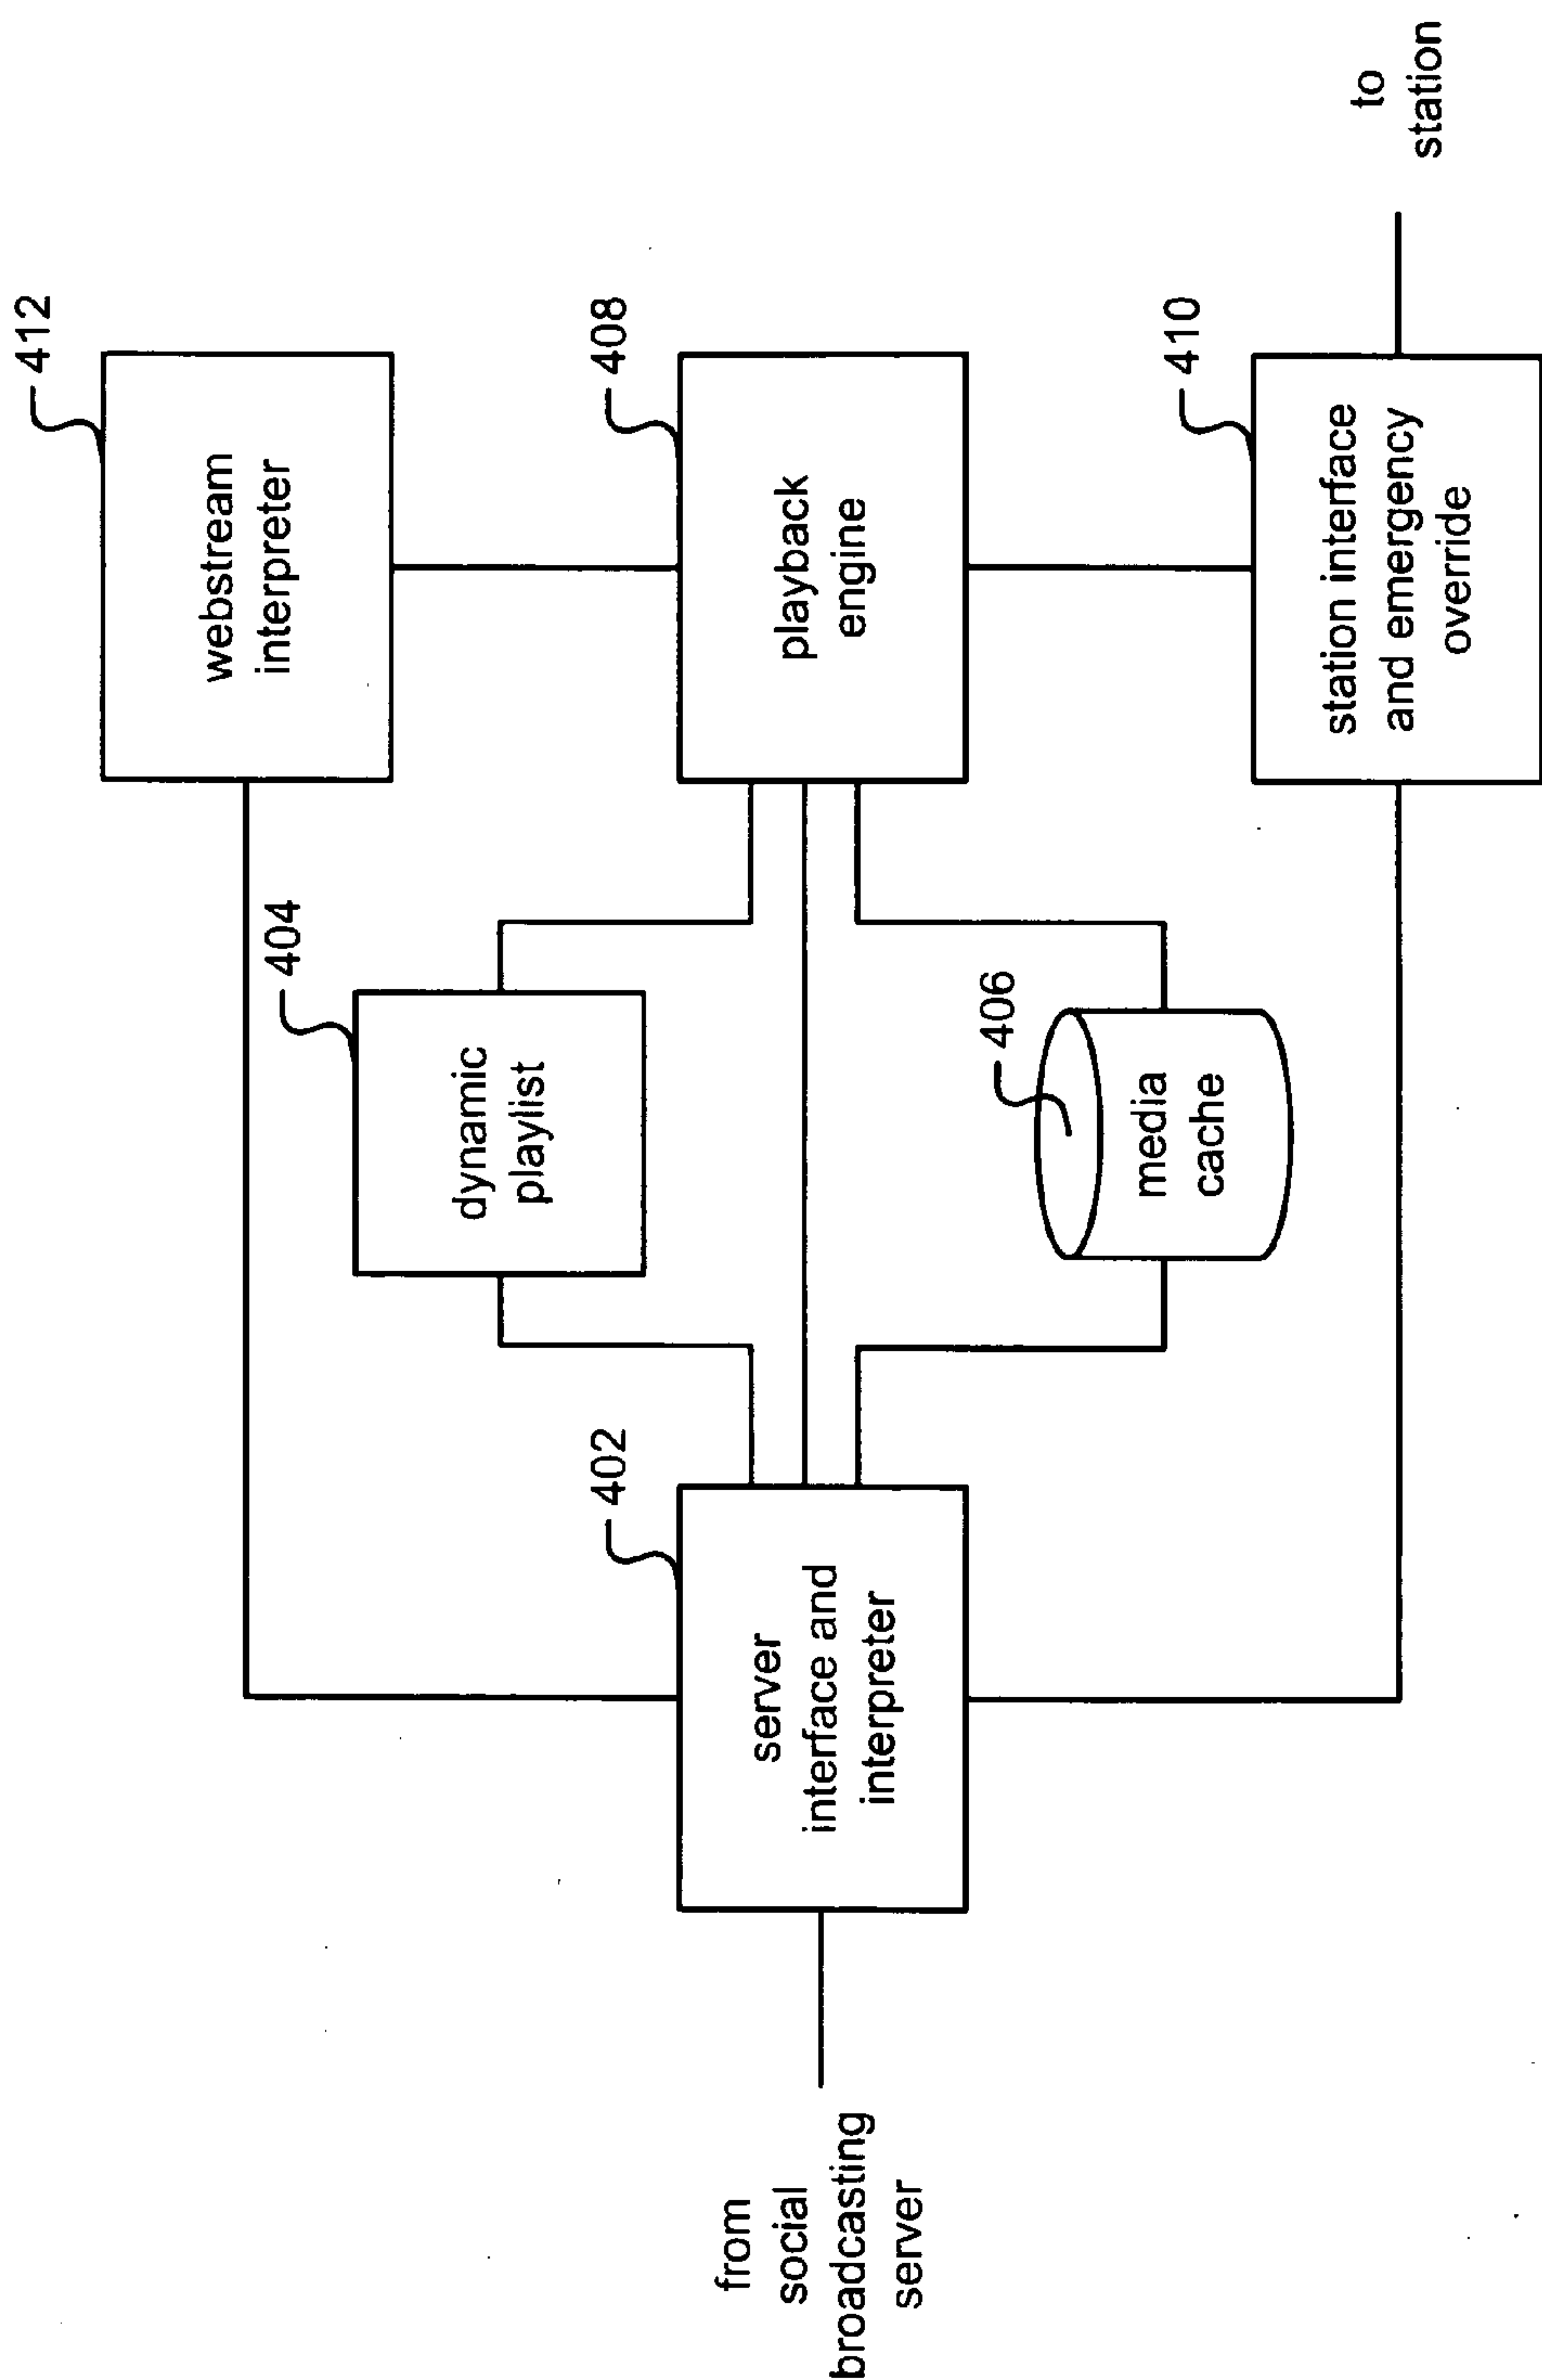 from
social
broadcasting
server
402
server
interface and
interpreter
404
dynamic
playlist
406
media
cache
412
webstream
interpreter
408
playback
engine
410
station interface
and emergency
override
to
station